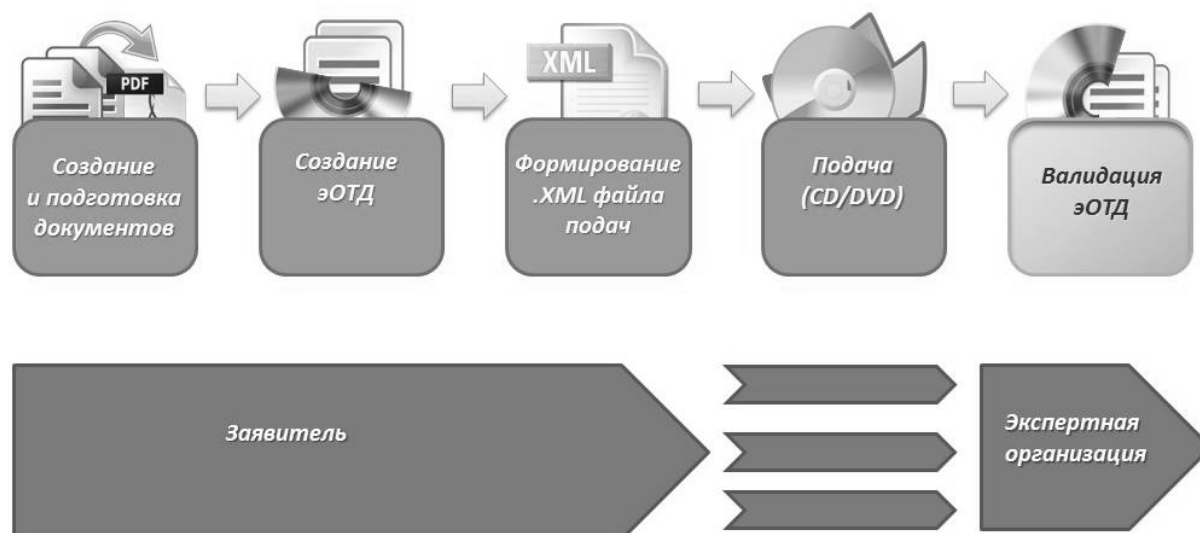 PDF
XML
Создание
и подготовка
документов
Создание
эОТД
Формирование
.XML файла
подач
Подача
(CD/DVD)
Валидация
эОТД
Заявитель
Экспертная
организация